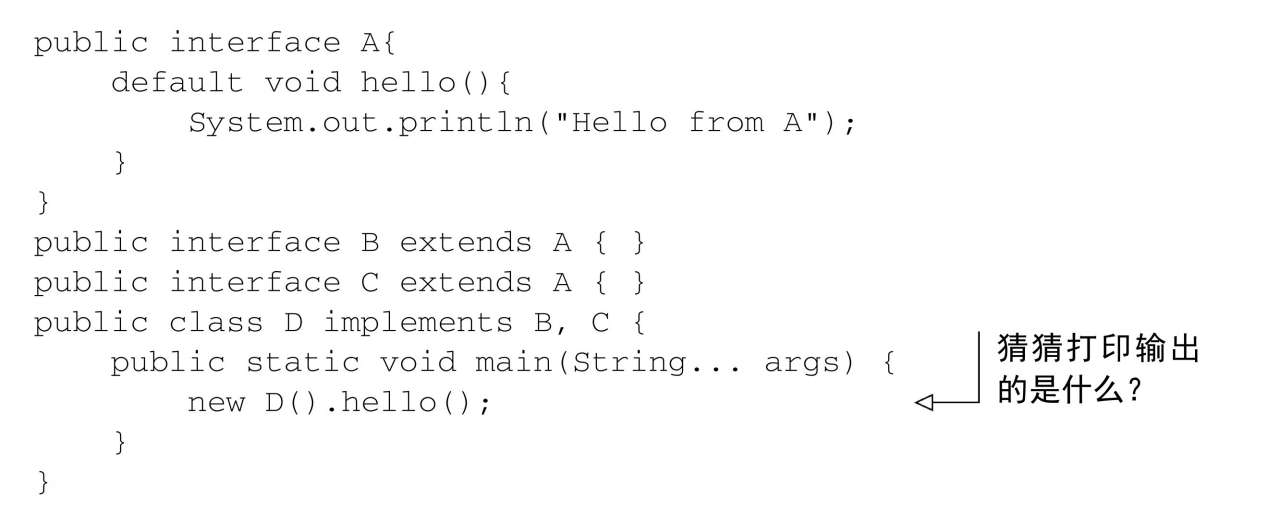 public interface A{
    default void hello(){
        System.out.println("Hello from A");
    }
}
public interface B extends A { }
public interface C extends A { }
public class D implements B, C {
    public static void main(String... args) {
        new D().hello();
    }
}
猜猜打印输出
的是什么？